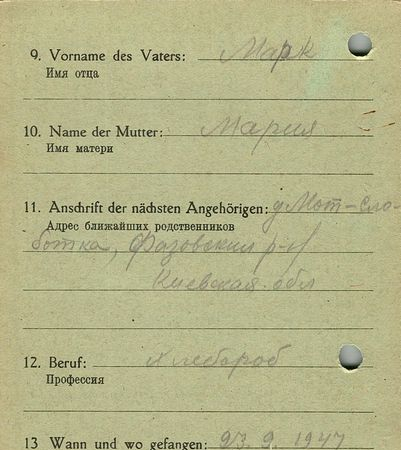 9. Vorname des Vaters: Марк
Имя отца
10. Name der Mutter: Мария
Имя матери
11. Anschrift der nächsten Angehörigen: д Мот-Сло-
Адрес ближайших родственников
ботка, Фазовский р-н
Киевская обл
12. Beruf: Хлебороб
Профессия
13 Wann und wo gefangen: 23.9.1947